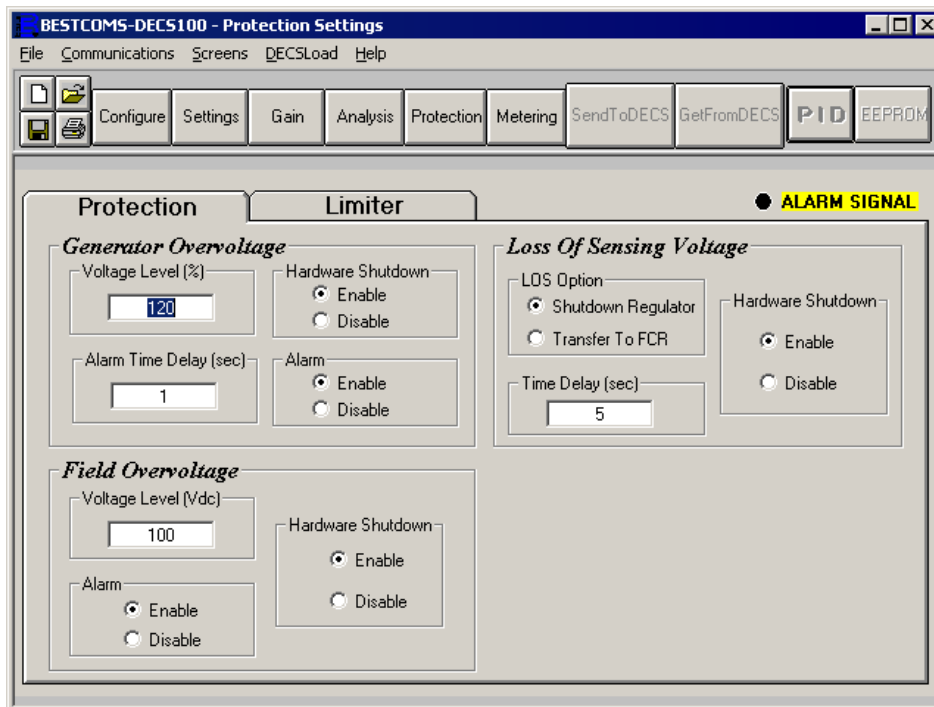 BESTCOMS-DECS100 - Protection Settings
File Communications Screens DECSLoad Help
Configure Settings Gain Analysis Protection Metering SendToDECS GetFromDECS PID EEPROM
Protection Limiter ALARM SIGNAL
Generator Overvoltage
Voltage Level (%)
120
Hardware Shutdown
Enable
Disable
Alarm Time Delay (sec)
1
Alarm
Enable
Disable
Loss Of Sensing Voltage
LOS Option
Shutdown Regulator
Transfer To FCR
Hardware Shutdown
Enable
Disable
Time Delay (sec)
5
Field Overvoltage
Voltage Level (Vdc)
100
Hardware Shutdown
Enable
Disable
Alarm
Enable
Disable